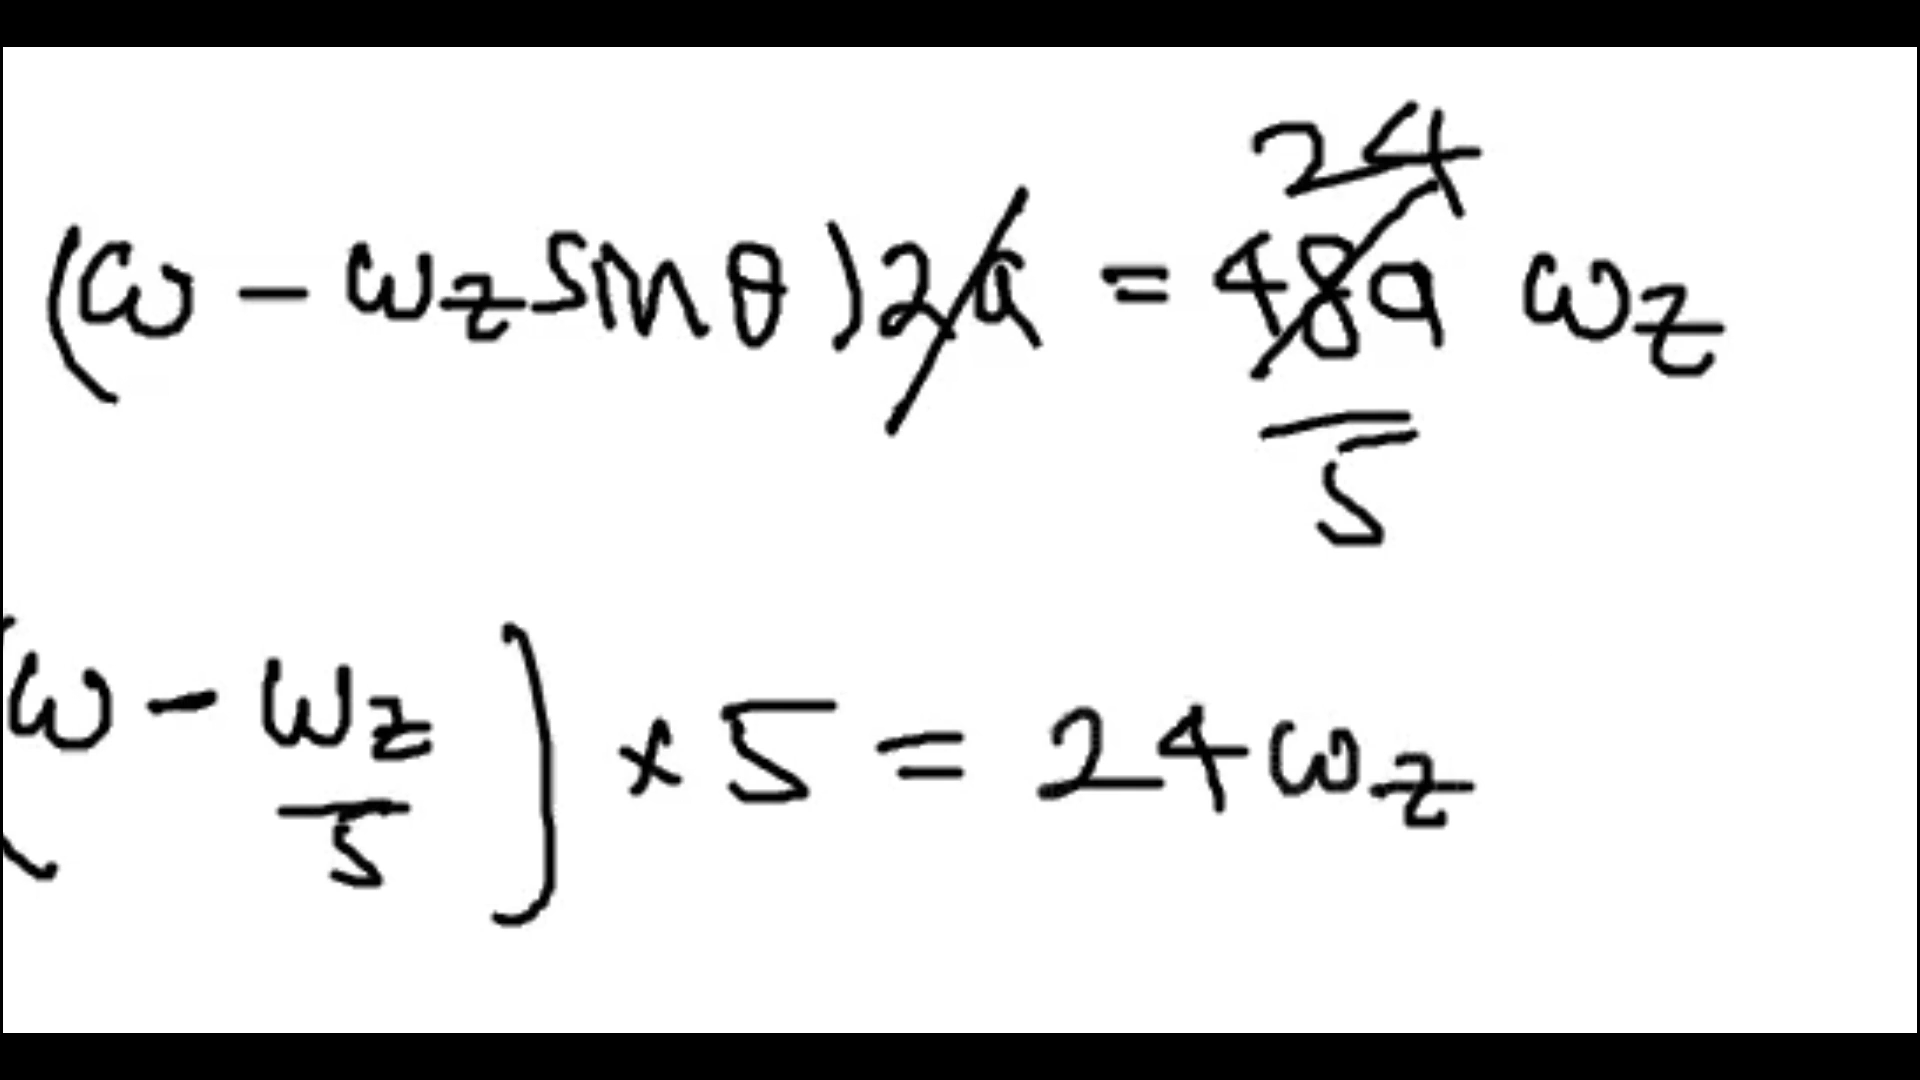 24
(ω - ωz sinθ) 2a = 48a ωz
5
(ω - ωz ) × 5 = 24 ωz
5